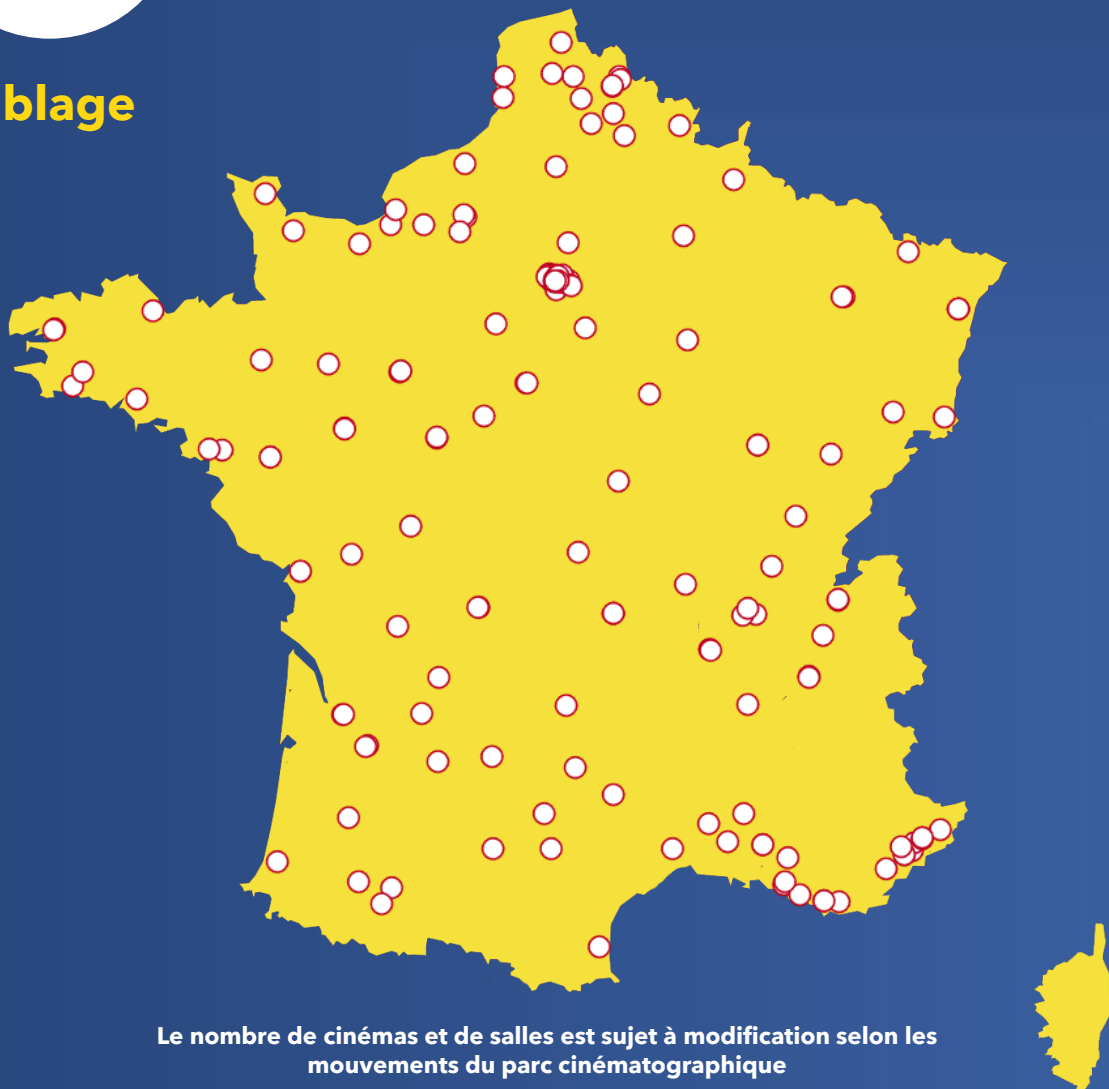 blage
Le nombre de cinémas et de salles est sujet à modification selon les
mouvements du parc cinématographique